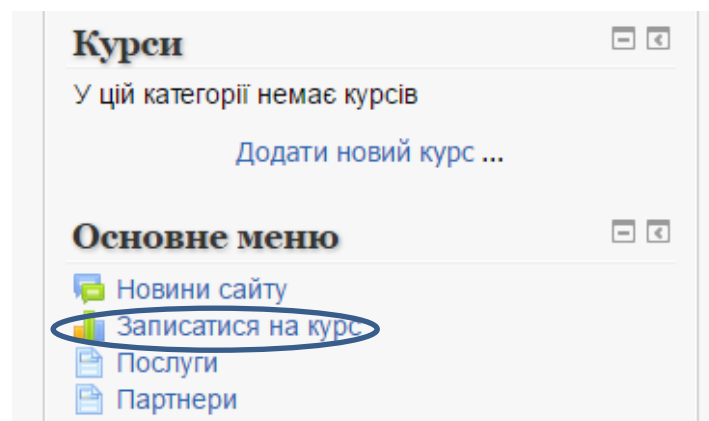 Курси
У цій категорії немає курсів
Додати новий курс ...
Основне меню
Новини сайту
Записатися на курс
Послуги
Партнери